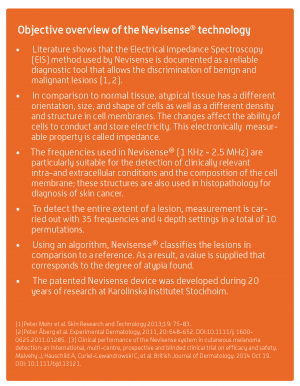 Objective overview of the Nevisense® technology
• Literature shows that the Electrical Impedance Spectroscopy
(EIS) method used by Nevisense is documented as a reliable
diagnostic tool that allows the discrimination of benign and
malignant lesions (1, 2).
• In comparison to normal tissue, atypical tissue has a different
orientation, size, and shape of cells as well as a different density
and structure in cell membranes. The changes affect the ability of
cells to conduct and store electricity. This electronically measur-
able property is called impedance.
• The frequencies used in Nevisense® (1 KHz - 2.5 MHz) are
particularly suitable for the detection of clinically relevant
intra-and extracellular conditions and the composition of the cell
membrane; these structures are also used in histopathology for
diagnosis of skin cancer.
• To detect the entire extent of a lesion, measurement is car-
ried out with 35 frequencies and 4 depth settings in a total of 10
permutations.
• Using an algorithm, Nevisense® classifies the lesions in
comparison to a reference. As a result, a value is supplied that
corresponds to the degree of atypia found.
• The patented Nevisense device was developed during 20
years of research at Karolinska Institutet Stockholm.
(1)Peter Mohr et al. Skin Research and Technology 2013;19: 75-83.
(2) Peter Åberg et al. Experimental Dermatology, 2011, 20: 648-652. DOI:10.1111/j.1600-
0625.2011.01285. (3) Clinical performance of the Nevisense system in cutaneous melanoma
detection: an international, multi-centre, prospective and blinded clinical trial on efficacy and safety.
Malvehy J, Hauschild A, Curiel-Lewandrowski C, et al. British Journal of Dermatology. 2014 Oct 19.
DOI: 10.1111/bjd.13121.